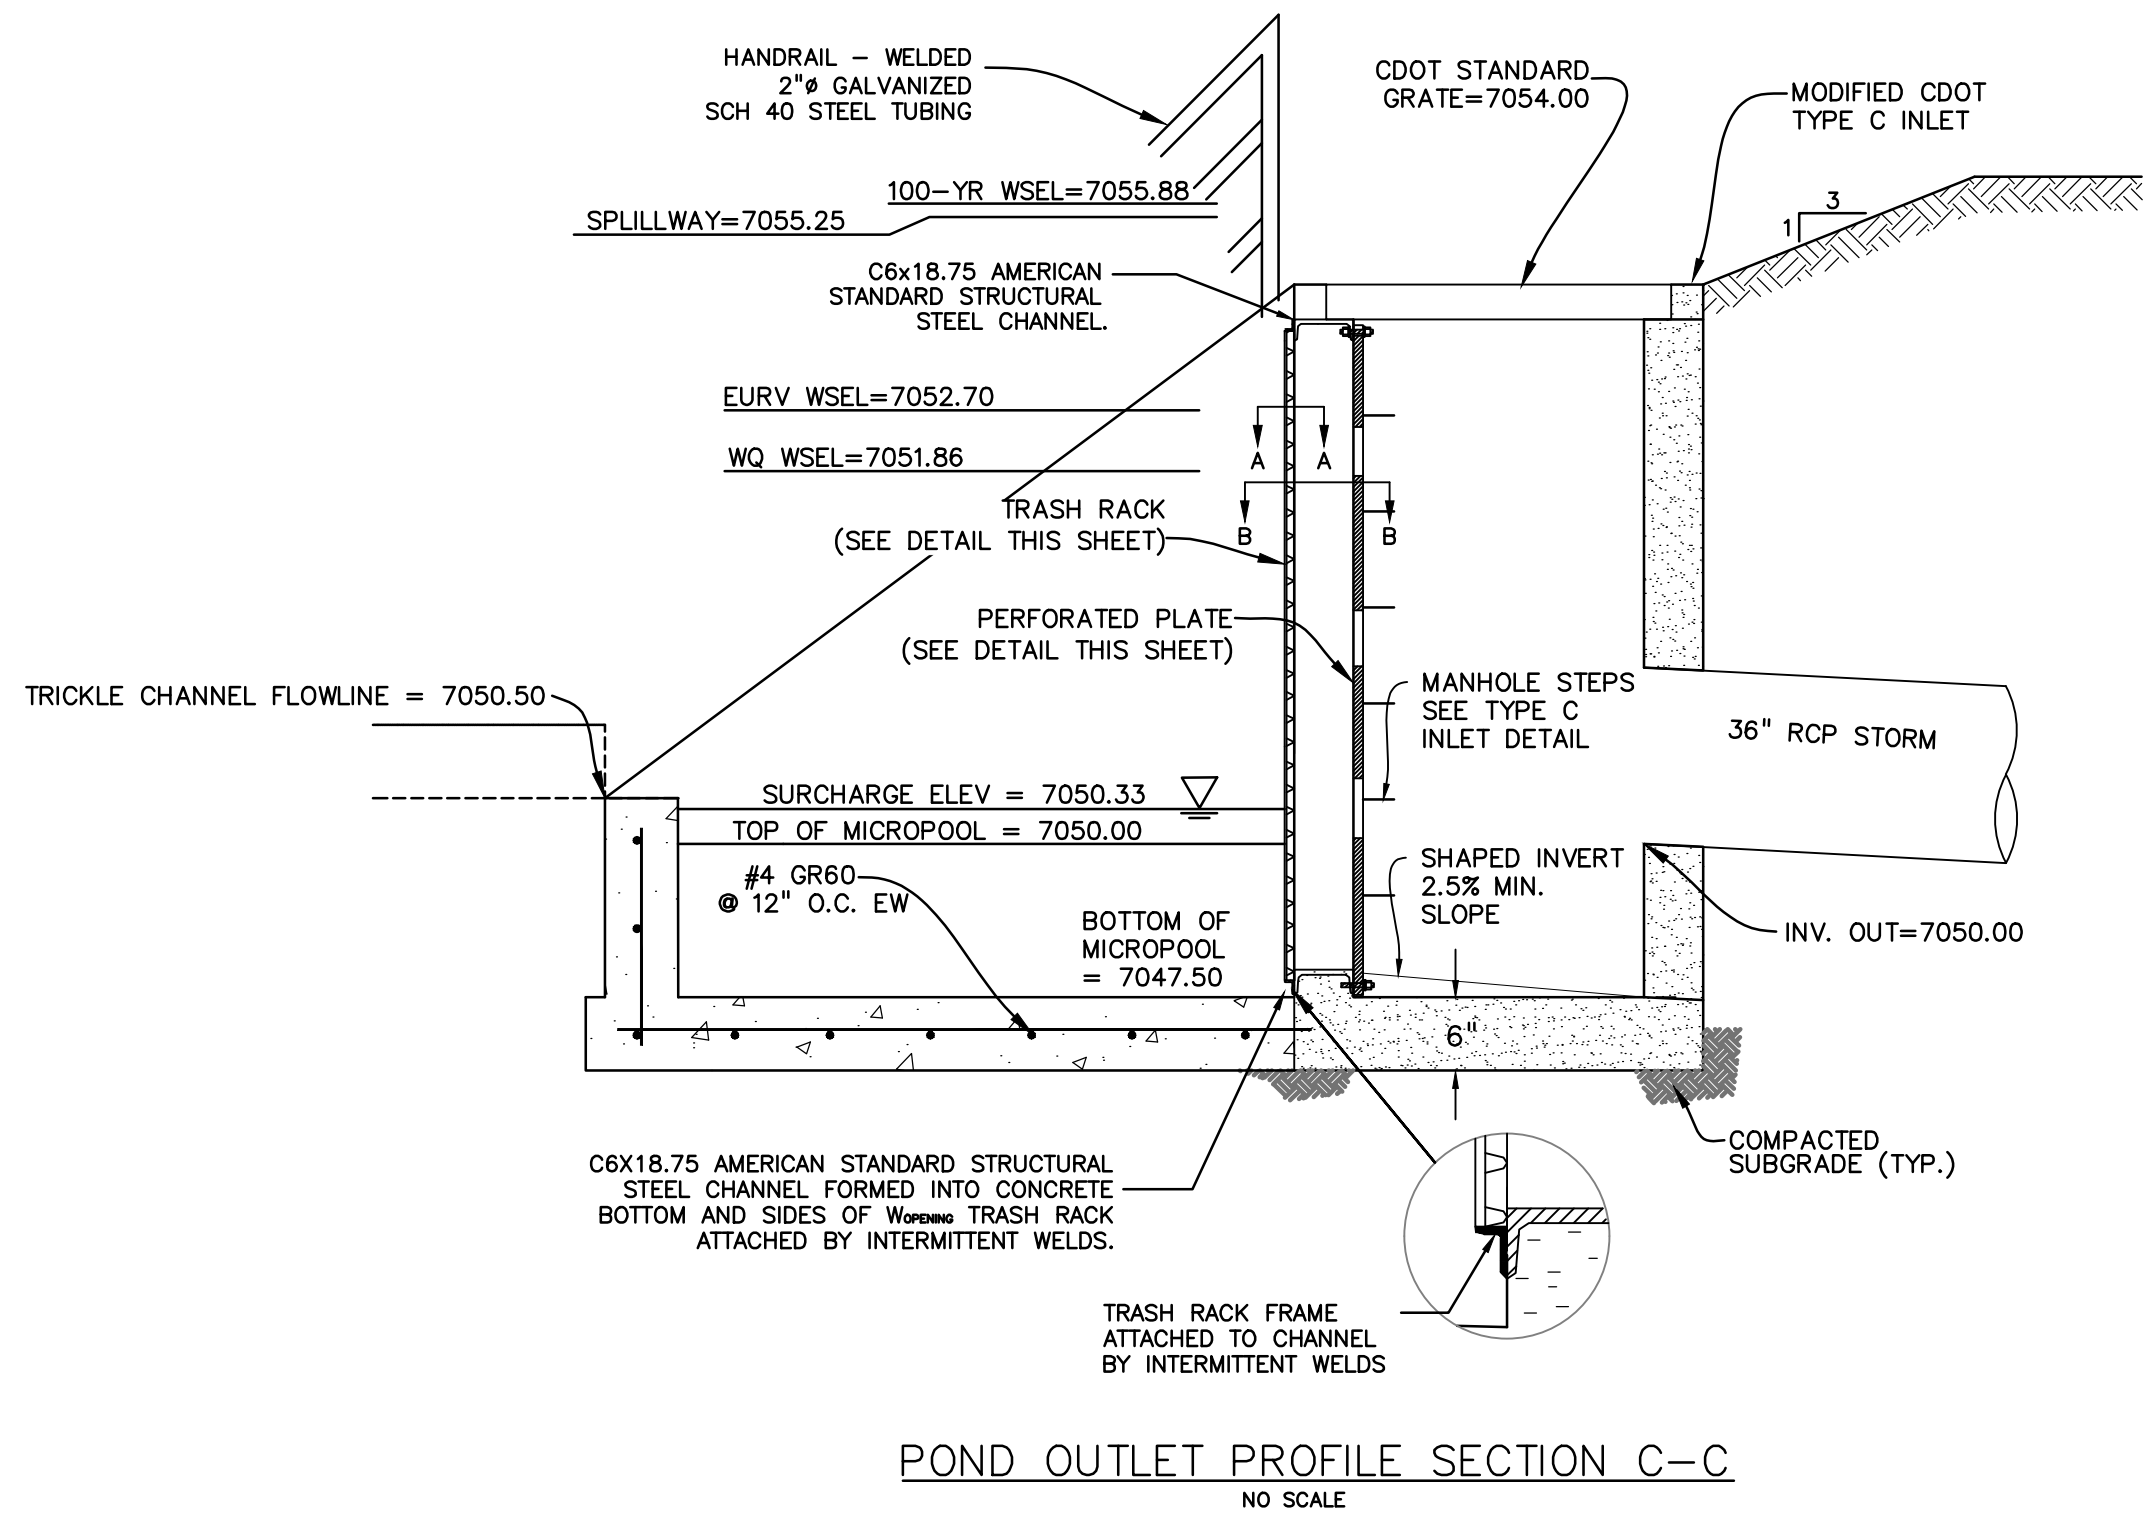 HANDRAIL – WELDED
2"ø GALVANIZED
SCH 40 STEEL TUBING
CDOT STANDARD
GRATE=7054.00
MODIFIED CDOT
TYPE C INLET
100–YR WSEL=7055.88
SPLILLWAY=7055.25
3
1
C6x18.75 AMERICAN
STANDARD STRUCTURAL
STEEL CHANNEL.
EURV WSEL=7052.70
WQ WSEL=7051.86
A A
B B
TRASH RACK
(SEE DETAIL THIS SHEET)
PERFORATED PLATE
(SEE DETAIL THIS SHEET)
TRICKLE CHANNEL FLOWLINE = 7050.50
MANHOLE STEPS
SEE TYPE C
INLET DETAIL
36" RCP STORM
SURCHARGE ELEV = 7050.33
TOP OF MICROPOOL = 7050.00
#4 GR60
@ 12" O.C. EW
SHAPED INVERT
2.5% MIN.
SLOPE
BOTTOM OF
MICROPOOL
= 7047.50
INV. OUT=7050.00
6"
COMPACTED
SUBGRADE (TYP.)
C6X18.75 AMERICAN STANDARD STRUCTURAL
STEEL CHANNEL FORMED INTO CONCRETE
BOTTOM AND SIDES OF WOPENING TRASH RACK
ATTACHED BY INTERMITTENT WELDS.
TRASH RACK FRAME
ATTACHED TO CHANNEL
BY INTERMITTENT WELDS
POND OUTLET PROFILE SECTION C–C
NO SCALE